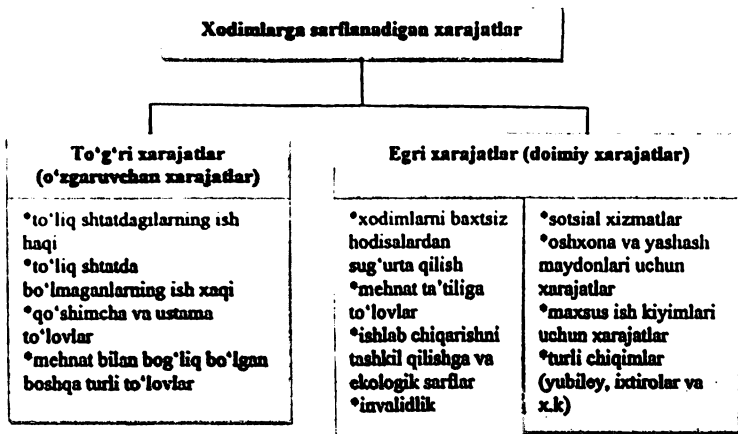 Xodimlarga sarflanadigan xarajatlar
To‘g‘ri xarajatlar
(o‘zgaruvchan xarajatlar)
*to‘liq shtatdagilarning ish
haqi
*to‘liq shtatda
bo‘lmaganlarning ish xaqi
*qo‘shimcha va ustama
to‘lovlar
*mehnat bilan bog‘liq bo‘lgan
boshqa turli to‘lovlar
Egri xarajatlar (doimiy xarajatlar)
*xodimlarni baxtsiz
hodisalardan
sug‘urta qilish
*mehnat ta’tiliga
to‘lovlar
*ishlab chiqarishni
tashkil qilishga va
ekologik sarflar
*invalidlik
*sotsial xizmatlar
*oshxona va yashash
maydonlari uchun
xarajatlar
*maxsus ish kiyimlari
uchun xarajatlar
*turli chiqimlar
(yubiley, ixtirolar va
x.k)